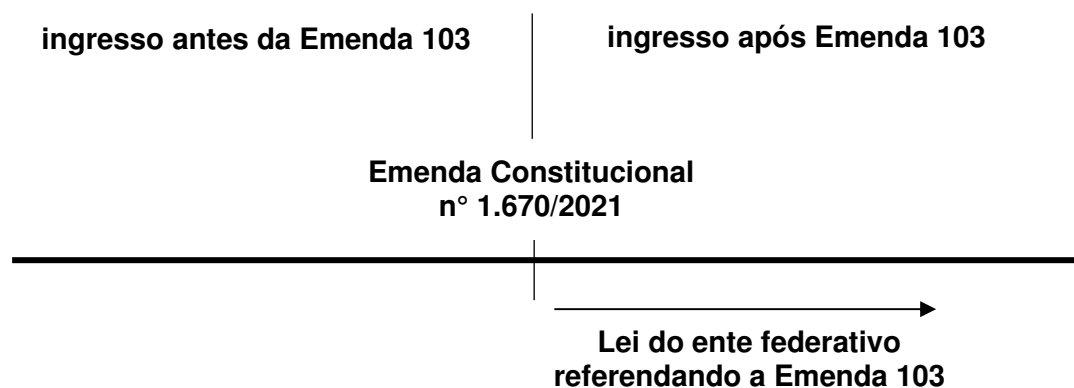 ingresso antes da Emenda 103
ingresso após Emenda 103
Emenda Constitucional
n° 1.670/2021
Lei do ente federativo
referendando a Emenda 103